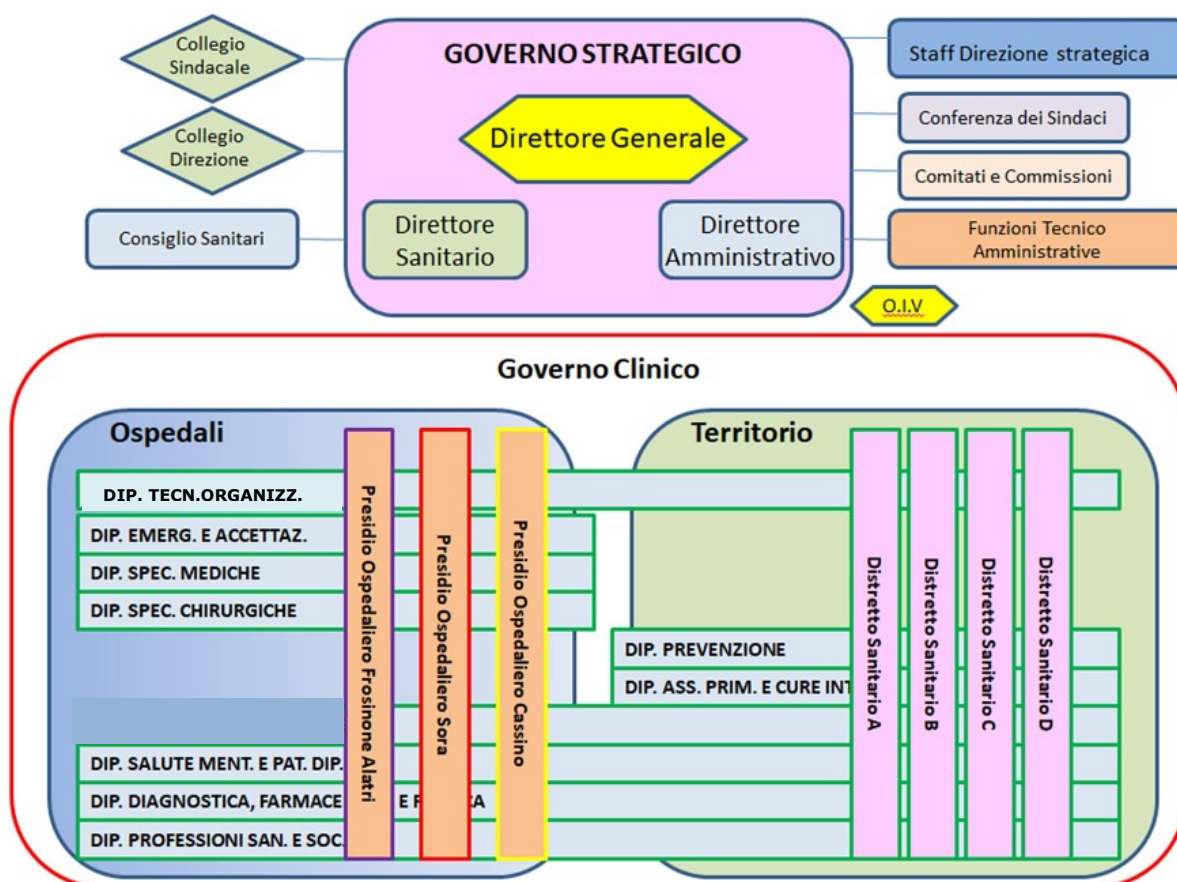 Collegio
Sindacale
GOVERNO STRATEGICO
Staff Direzione strategica
Direttore Generale
Collegio
Direzione
Conferenza dei Sindaci
Comitati e Commissioni
Consiglio Sanitari
Direttore
Sanitario
Direttore
Amministrativo
Funzioni Tecnico
Amministrative
O.I.V
Governo Clinico
Ospedali
Territorio
DIP. TECN.ORGANIZZ.
DIP. EMERG. E ACCETTAZ.
DIP. SPEC. MEDICHE
DIP. SPEC. CHIRURGICHE
DIP. PREVENZIONE
DIP. ASS. PRIM. E CURE INT
DIP. SALUTE MENT. E PAT. DIP.
DIP. DIAGNOSTICA, FARMACE E
DIP. PROFESSIONI SAN. E SOC.
Presidio Ospedaliero Frosinone Alatri
Presidio Ospedaliero Sora
Presidio Ospedaliero Cassino
Distretto Sanitario A
Distretto Sanitario B
Distretto Sanitario C
Distretto Sanitario D